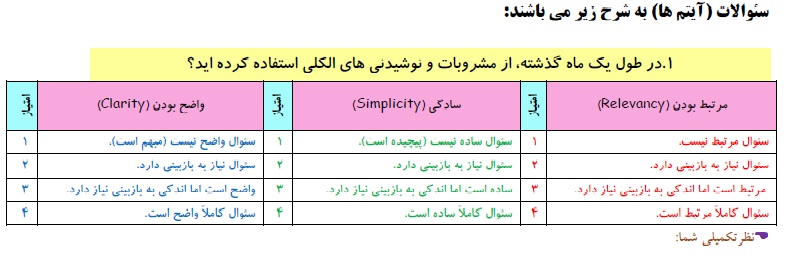 سئوالات (آیتم ها) به شرح زیر می باشند:
۱.در طول یک ماه گذشته، از مشروبات و نوشیدنی های الکلی استفاده کرده اید؟
مرتبط بودن (Relevancy) امتیاز سادگی (Simplicity) امتیاز واضح بودن (Clarity) امتیاز
سئوال مرتبط نیست. ۱ سئوال ساده نیست (پیچیده است). ۱ سئوال واضح نیست (مبهم است). ۱
سئوال نیاز به بازبینی دارد. ۲ سئوال نیاز به بازبینی دارد. ۲ سئوال نیاز به بازبینی دارد. ۲
مرتبط است اما اندکی به بازبینی نیاز دارد. ۳ ساده است اما اندکی به بازبینی نیاز دارد. ۳ واضح است اما اندکی به بازبینی نیاز دارد. ۳
سئوال کاملاً مرتبط است. ۴ سئوال کاملاً ساده است. ۴ سئوال کاملاً واضح است. ۴
نظر تکمیلی شما: